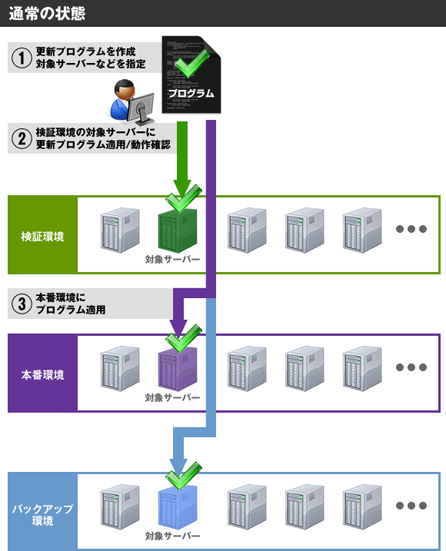 通常の状態
① 更新プログラムを作成
対象サーバーなどを指定
プログラム
② 検証環境の対象サーバーに
更新プログラム適用/動作確認
検証環境
対象サーバー
③ 本番環境に
プログラム適用
本番環境
対象サーバー
バックアップ
環境
対象サーバー